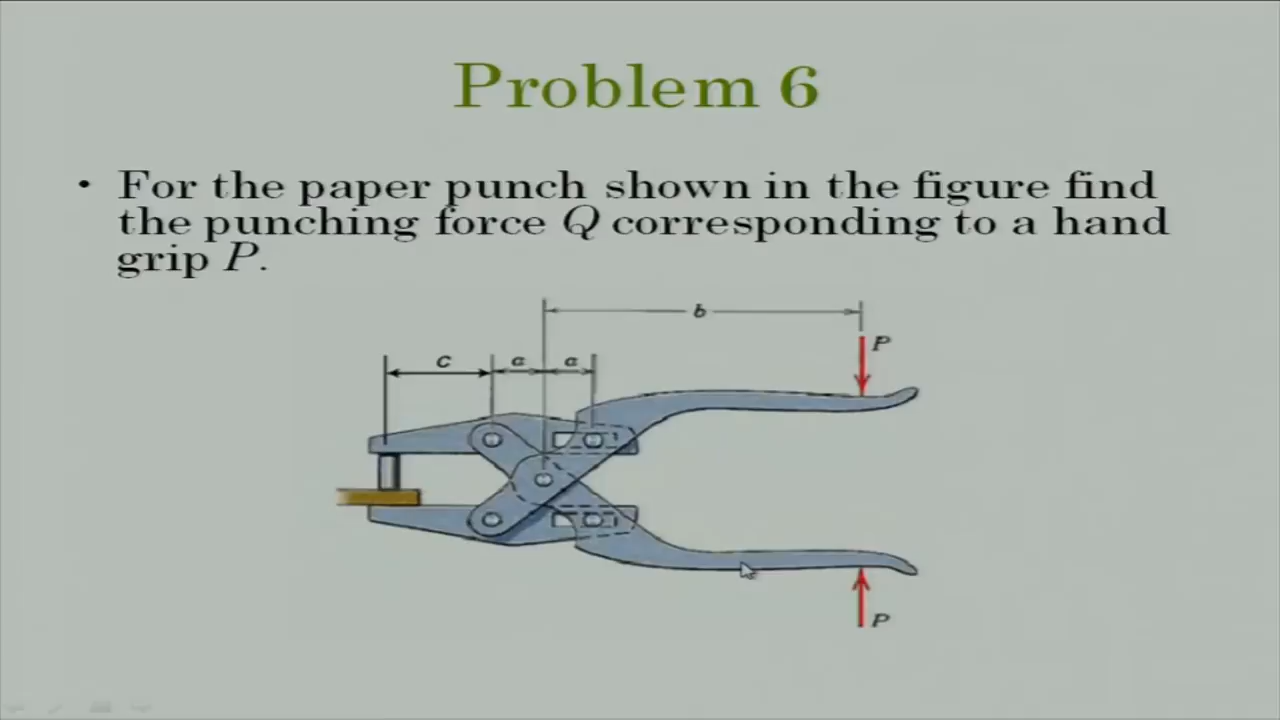 Problem 6
• For the paper punch shown in the figure find
the punching force Q corresponding to a hand
grip P.
b
P
c a a
P